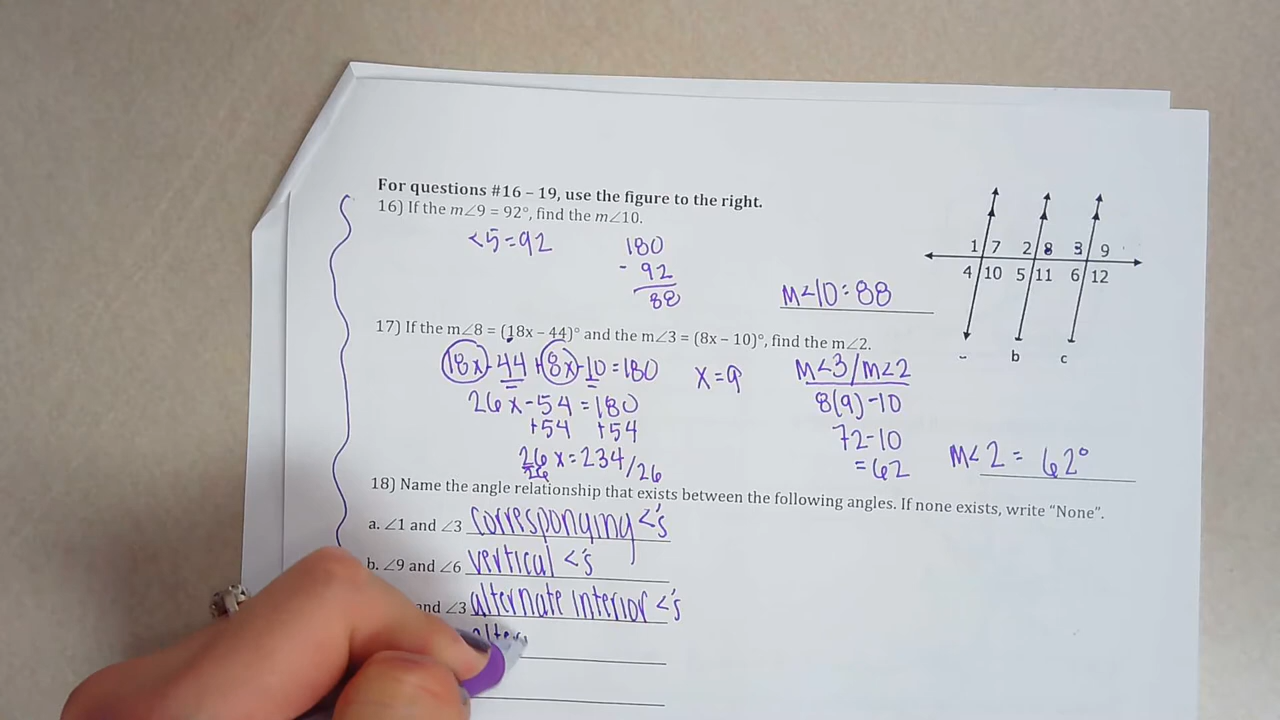 For questions #16 – 19, use the figure to the right.
16) If the m∠9 = 92°, find the m∠10.
<5=92
180
- 92
88
m<10: 88
1 7 2 8 3 9
4 10 5 11 6 12
b c
17) If the m∠8 = (18x – 44)° and the m∠3 = (8x – 10)°, find the m∠2.
18x-44+8x-10=180
26x-54=180
+54 +54
26x=234/26
26
x=9
m<3/m<2
8(9)-10
72-10
=62
m<2 = 62°
18) Name the angle relationship that exists between the following angles. If none exists, write "None".
a. ∠1 and ∠3 corresponying <'s
b. ∠9 and ∠6 vertical <'s
and ∠3 alternate interior <'s
alter